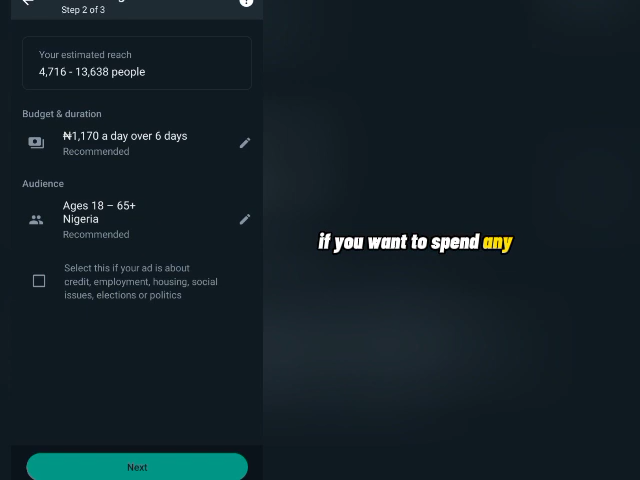 Step 2 of 3
Your estimated reach
4,716 - 13,638 people
Budget & duration
₦1,170 a day over 6 days
Recommended
Audience
Ages 18 – 65+
Nigeria
Recommended
Select this if your ad is about
credit, employment, housing, social
issues, elections or politics
if you want to spend any
Next